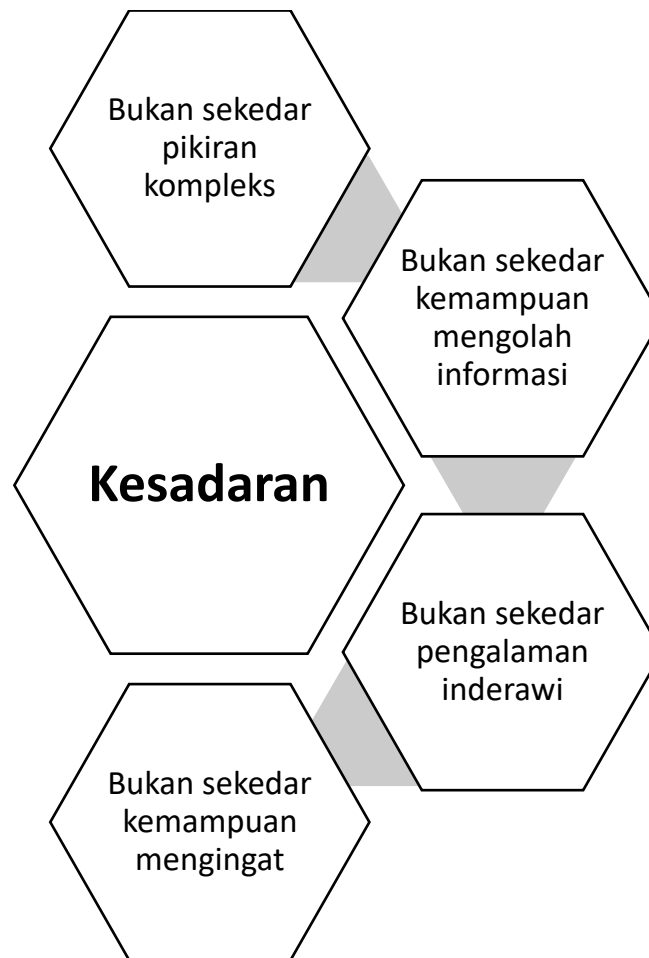 Bukan sekedar
pikiran
kompleks
Bukan sekedar
kemampuan
mengolah
informasi
Kesadaran
Bukan sekedar
pengalaman
inderawi
Bukan sekedar
kemampuan
mengingat